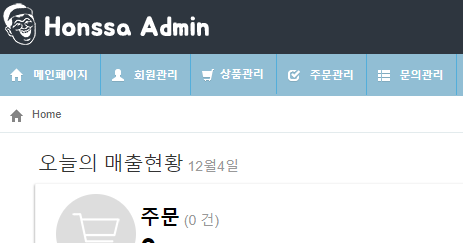 Honssa Admin
메인페이지 회원관리 상품관리 주문관리 문의관리
Home
오늘의 매출현황 12월4일
주문 (0 건)